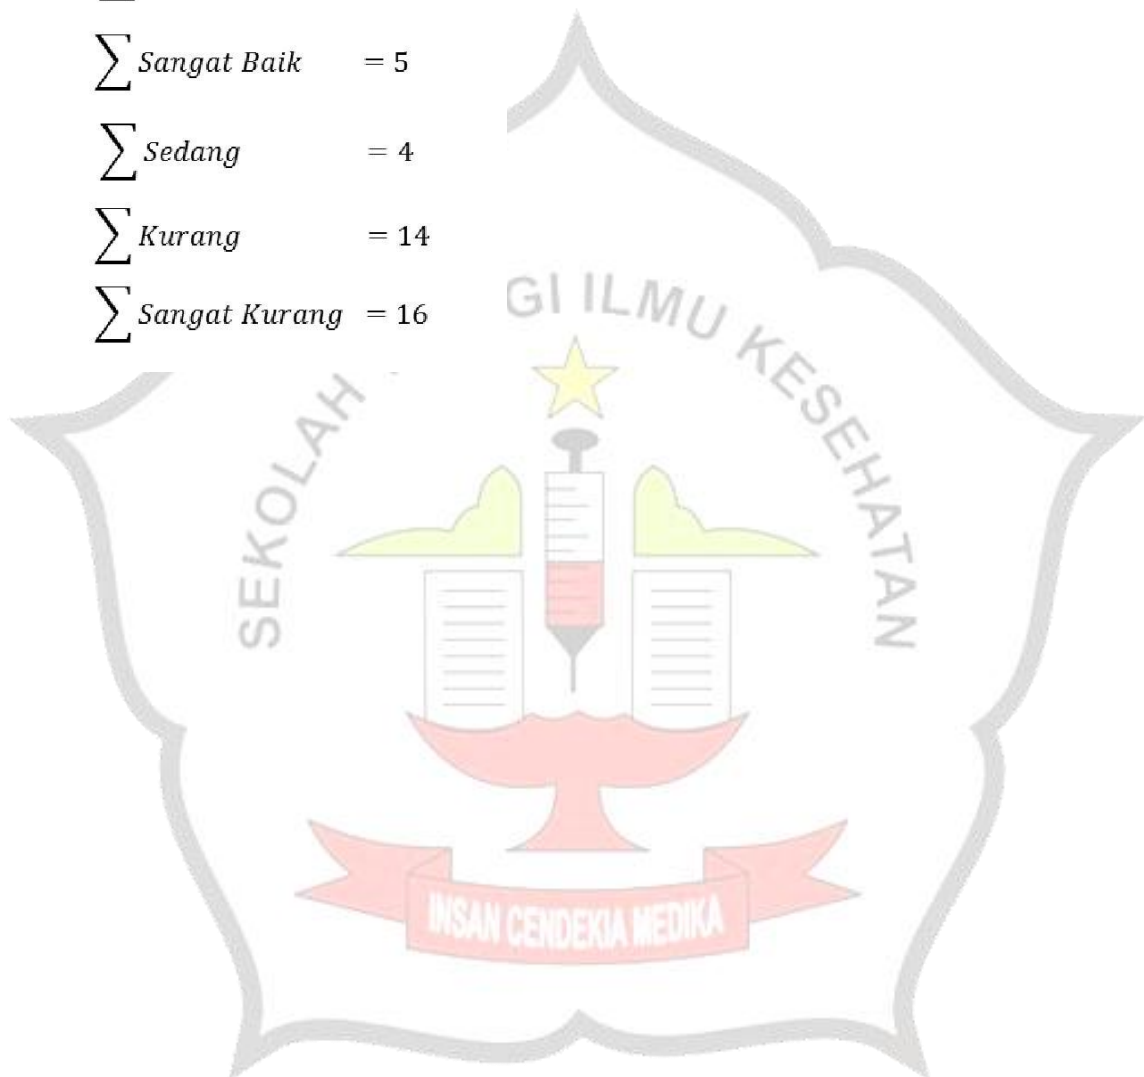 ∑ Sangat Baik = 5
∑ Sedang = 4
∑ Kurang = 14
∑ Sangat Kurang = 16
SEKOLAH GI ILMU KESEHATAN
INSAN CENDEKIA MEDIKA